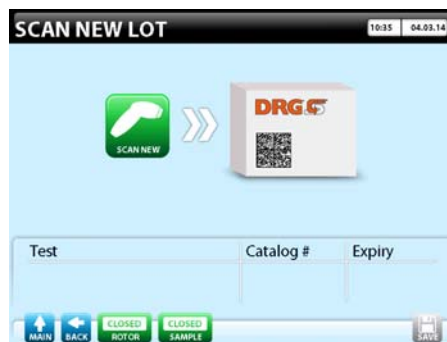 SCAN NEW LOT
10:35 04.03.14
DRG
SCAN NEW
Test Catalog # Expiry
MAIN BACK CLOSED ROTOR CLOSED SAMPLE SAVE